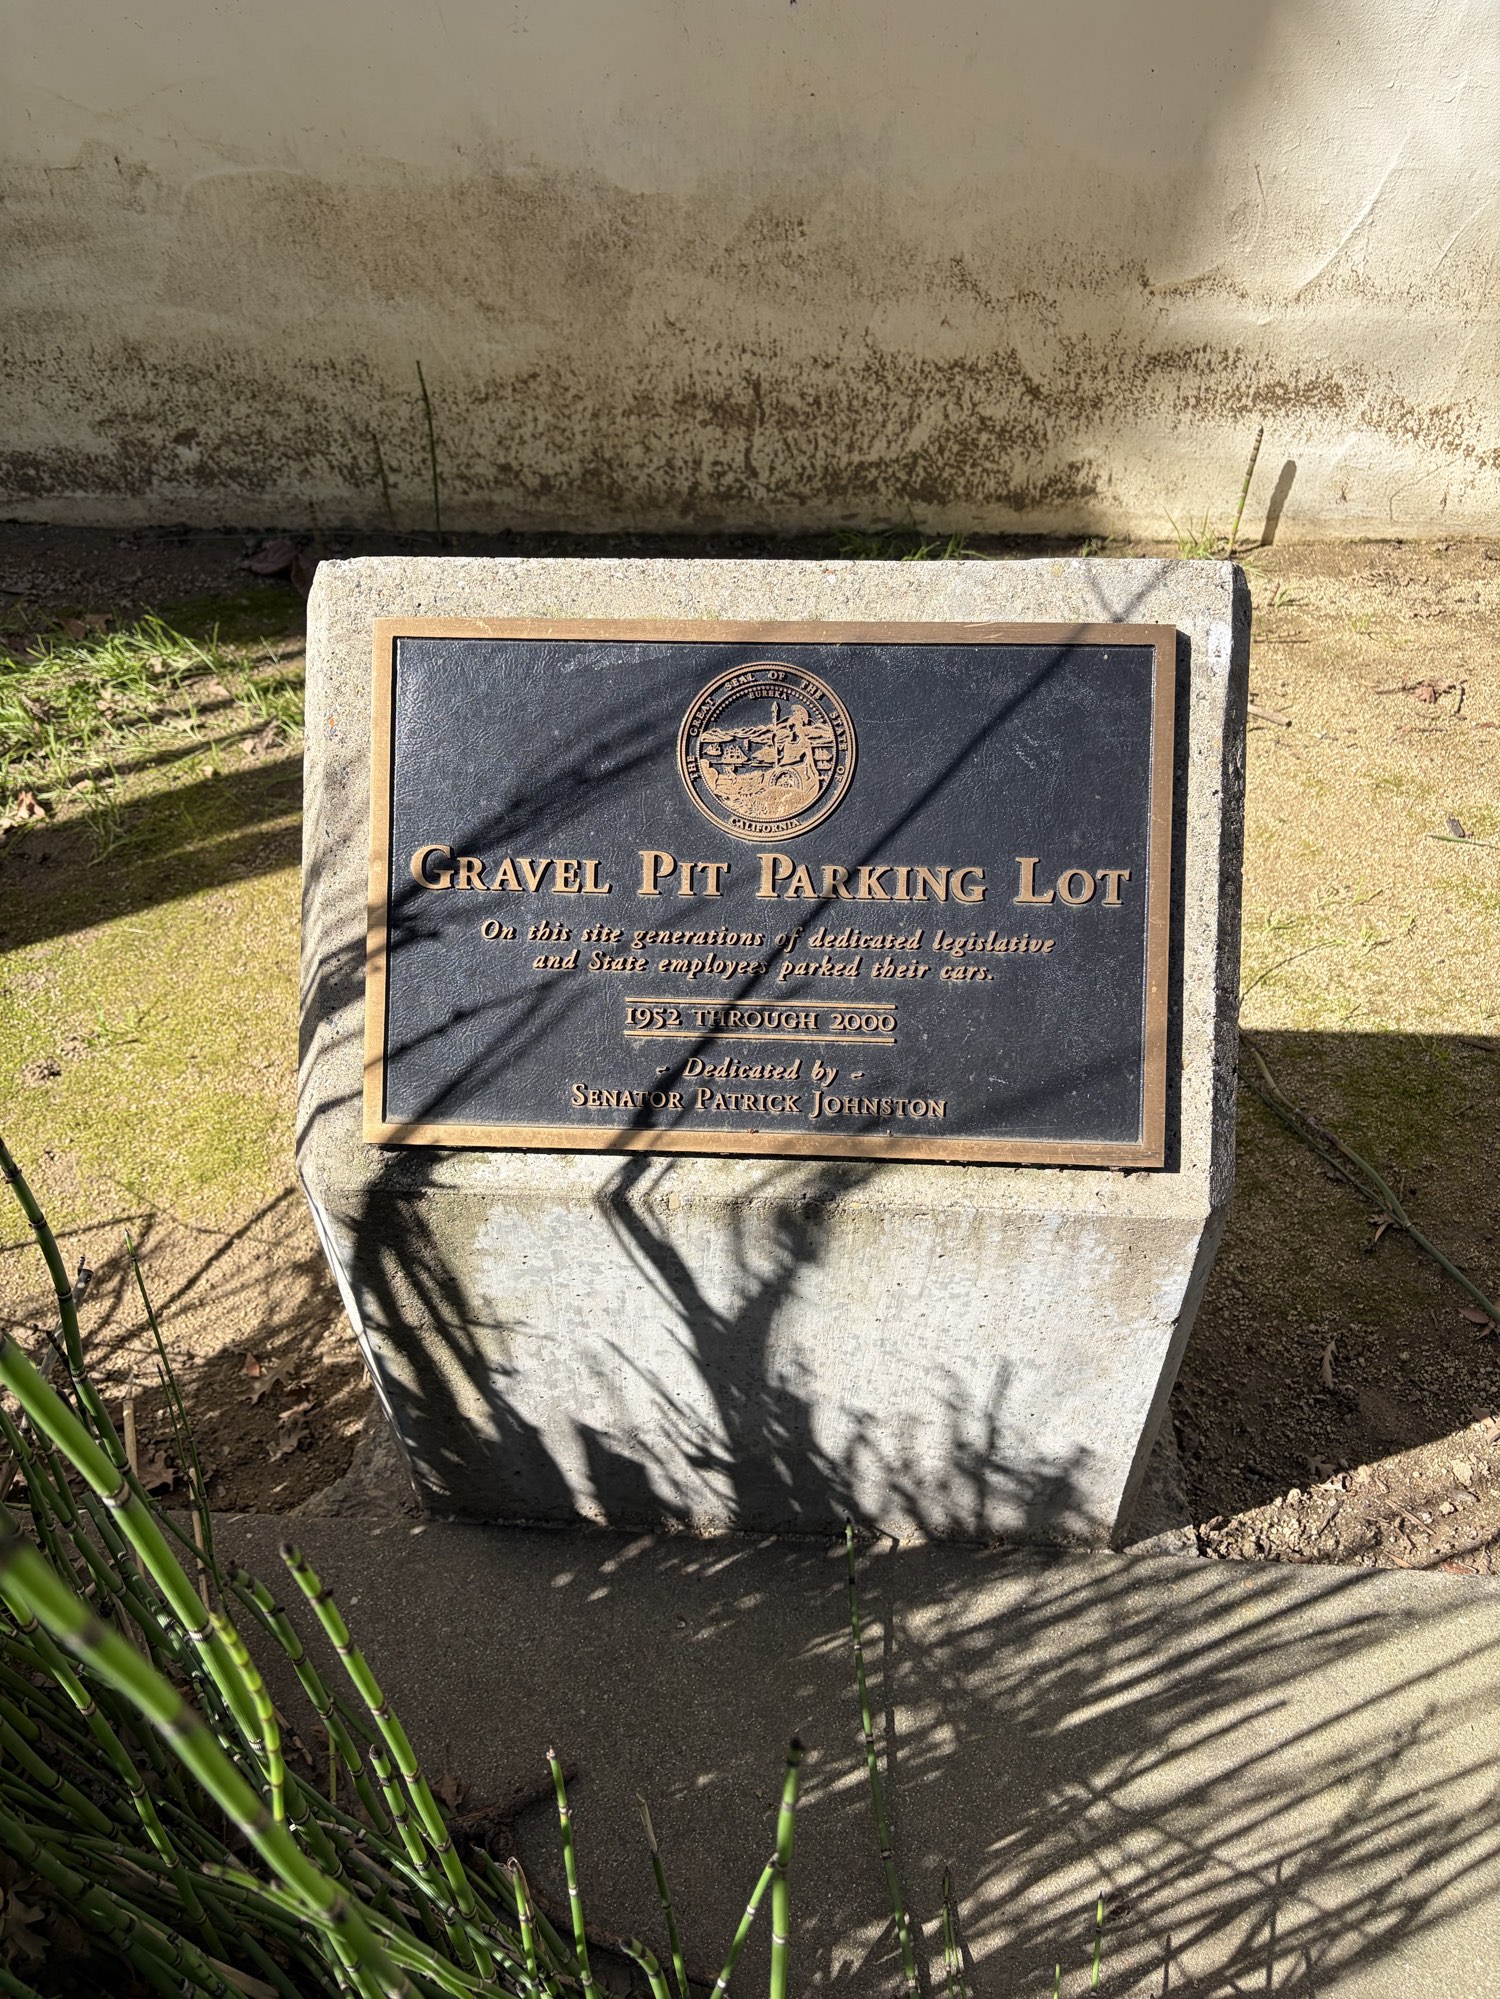 THE GREAT SEAL OF THE STATE OF CALIFORNIA
EUREKA
GRAVEL PIT PARKING LOT
On this site generations of dedicated legislative
and State employees parked their cars.
1952 THROUGH 2000
~ Dedicated by ~
SENATOR PATRICK JOHNSTON